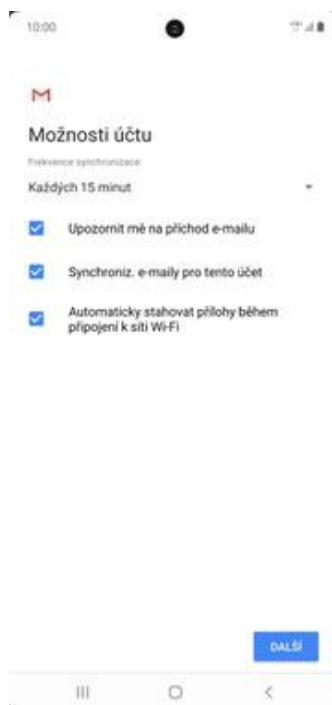 10:00
Možnosti účtu
Frekvence synchronizace:
Každých 15 minut
Upozornit mě na příchod e-mailu
Synchroniz. e-maily pro tento účet
Automaticky stahovat přílohy během
připojení k síti Wi-Fi
DALŠÍ